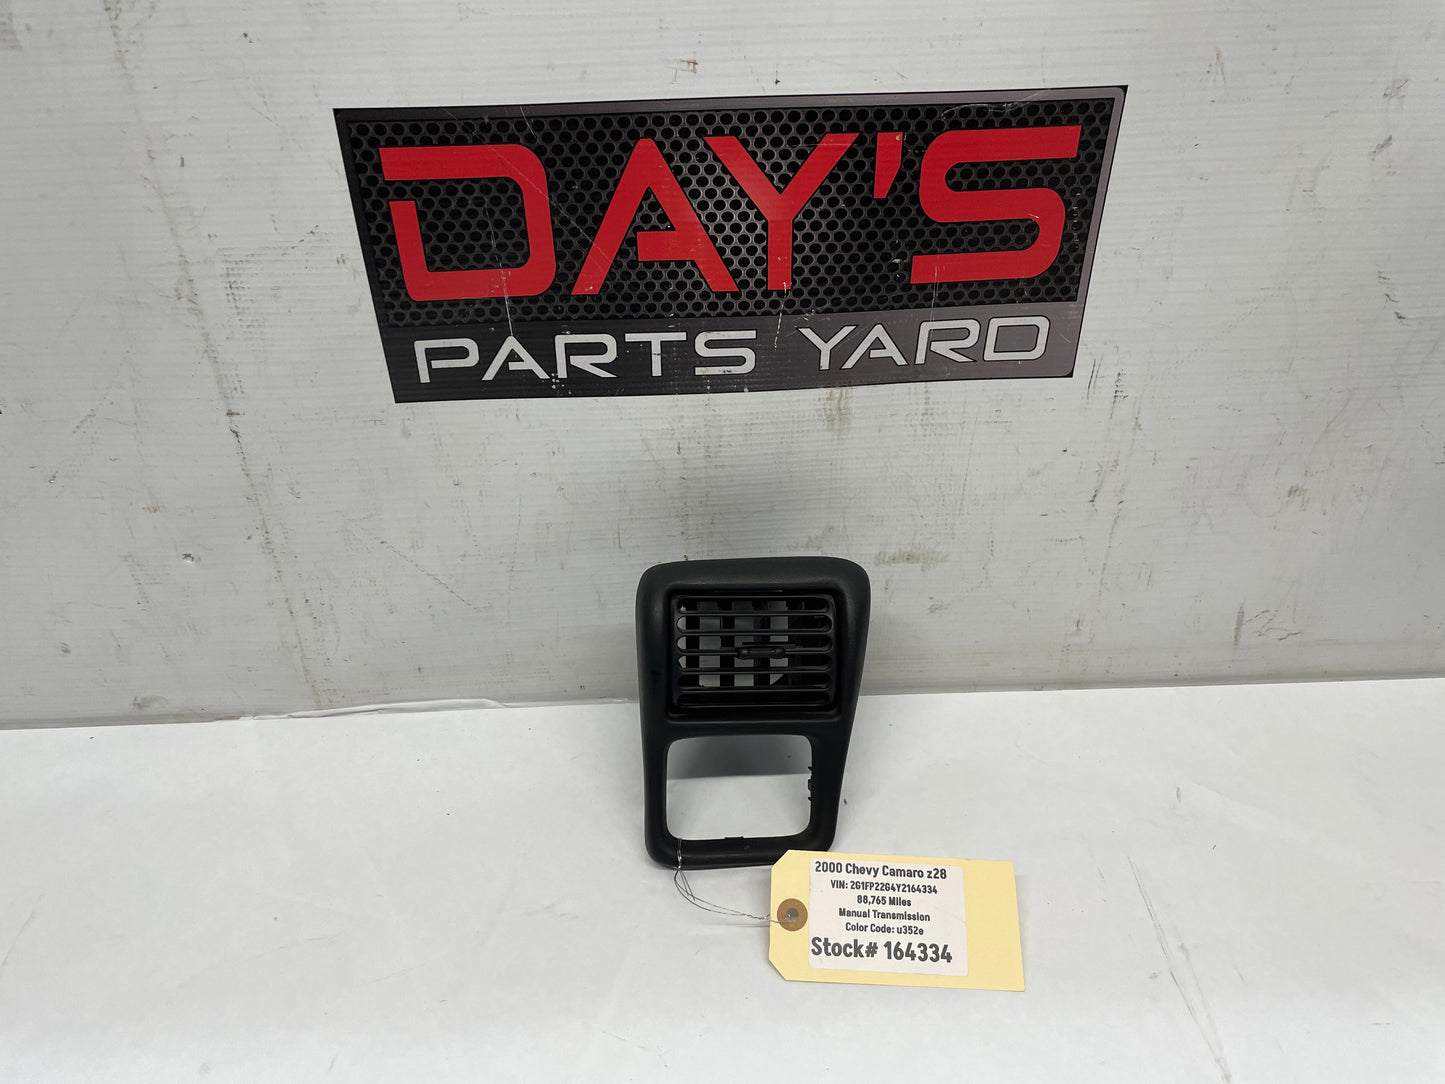 DAY'S
PARTS YARD
2000 Chevy Camaro z28
VIN: 2G1FP22G4Y2164334
88,765 Miles
Manual Transmission
Color Code: u352e
Stock# 164334